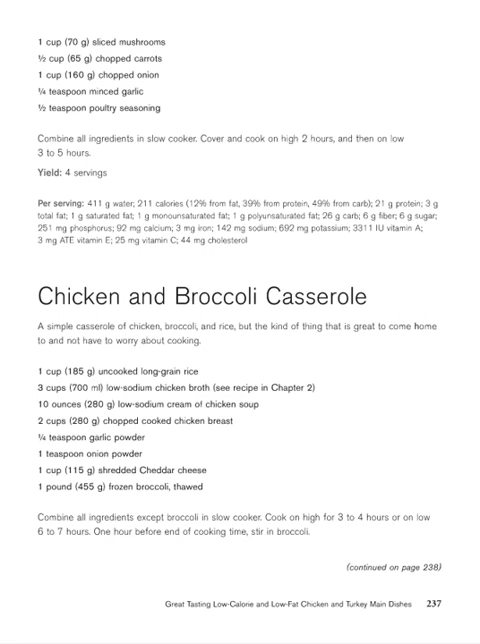 1 cup (70 g) sliced mushrooms
½ cup (65 g) chopped carrots
1 cup (160 g) chopped onion
¼ teaspoon minced garlic
½ teaspoon poultry seasoning
Combine all ingredients in slow cooker. Cover and cook on high 2 hours, and then on low
3 to 5 hours.
Yield: 4 servings
Per serving: 411 g water; 211 calories (12% from fat, 39% from protein, 49% from carb); 21 g protein; 3 g
total fat; 1 g saturated fat; 1 g monounsaturated fat; 1 g polyunsaturated fat; 26 g carb; 6 g fiber; 6 g sugar;
251 mg phosphorus; 92 mg calcium; 3 mg iron; 142 mg sodium; 692 mg potassium; 3311 IU vitamin A;
3 mg ATE vitamin E; 25 mg vitamin C; 44 mg cholesterol
Chicken and Broccoli Casserole
A simple casserole of chicken, broccoli, and rice, but the kind of thing that is great to come home
to and not have to worry about cooking.
1 cup (185 g) uncooked long-grain rice
3 cups (700 ml) low-sodium chicken broth (see recipe in Chapter 2)
10 ounces (280 g) low-sodium cream of chicken soup
2 cups (280 g) chopped cooked chicken breast
¼ teaspoon garlic powder
1 teaspoon onion powder
1 cup (115 g) shredded Cheddar cheese
1 pound (455 g) frozen broccoli, thawed
Combine all ingredients except broccoli in slow cooker. Cook on high for 3 to 4 hours or on low
6 to 7 hours. One hour before end of cooking time, stir in broccoli.
(continued on page 238)
Great Tasting Low-Calorie and Low-Fat Chicken and Turkey Main Dishes 237